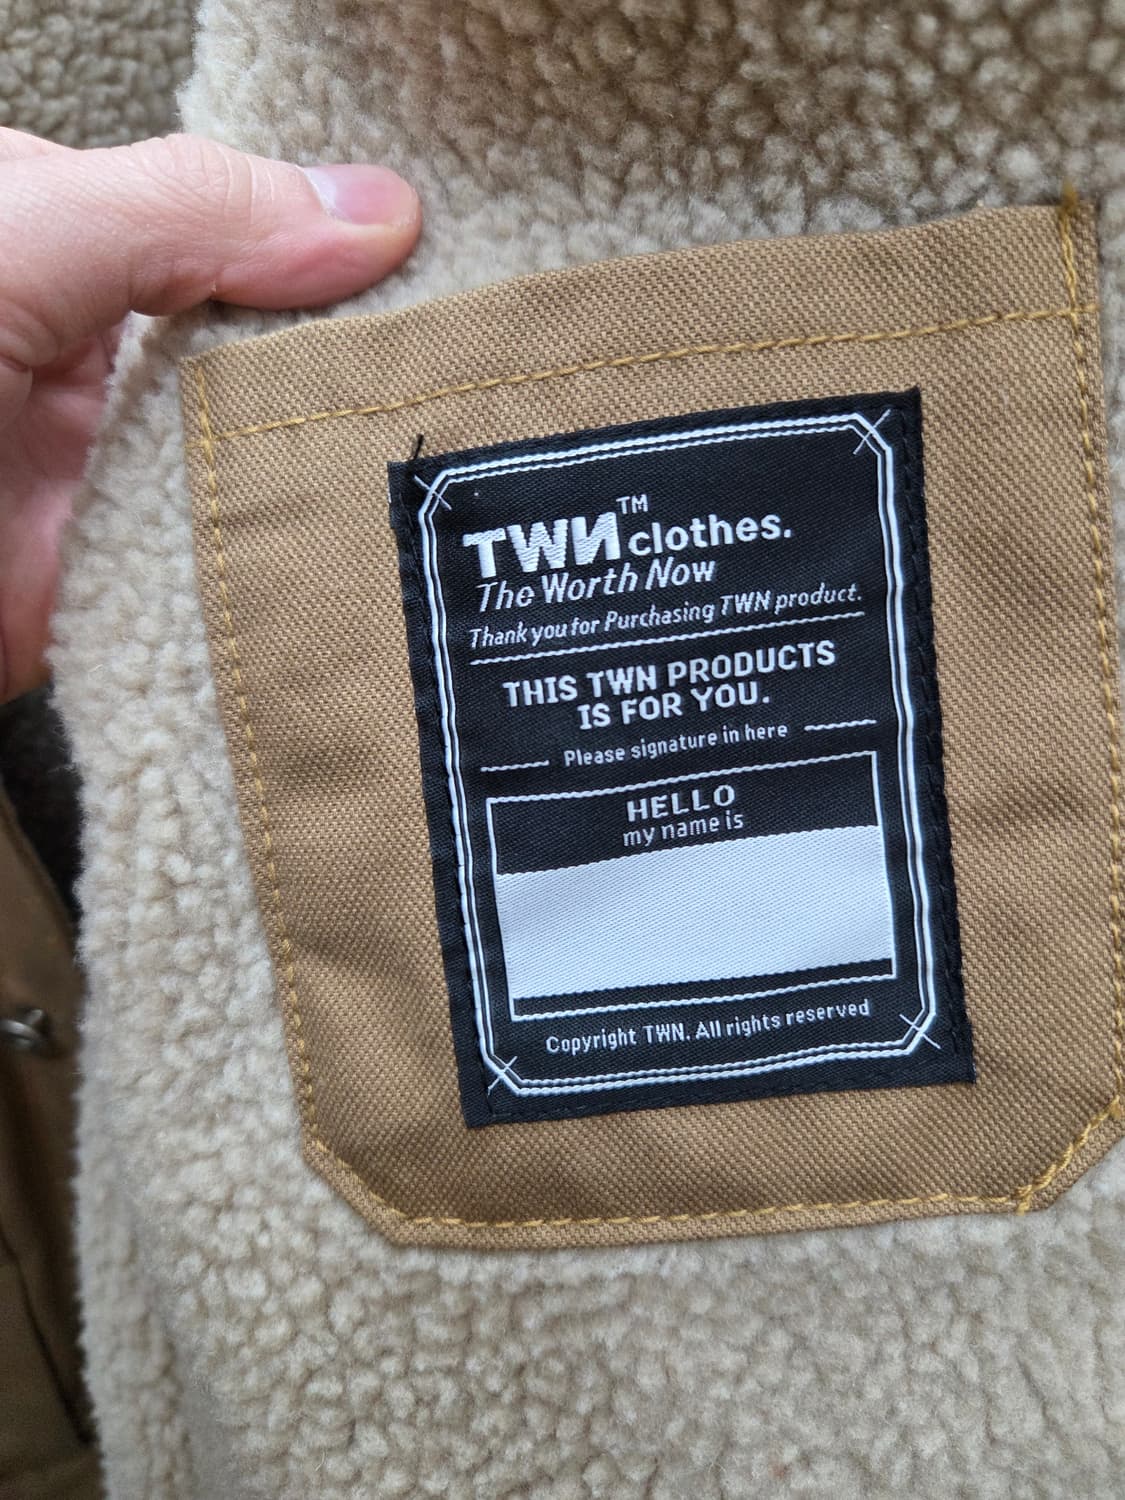 TWN™ clothes.
The Worth Now
Thank you for Purchasing TWN product.
THIS TWN PRODUCTS
IS FOR YOU.
Please signature in here
HELLO
my name is
Copyright TWN. All rights reserved